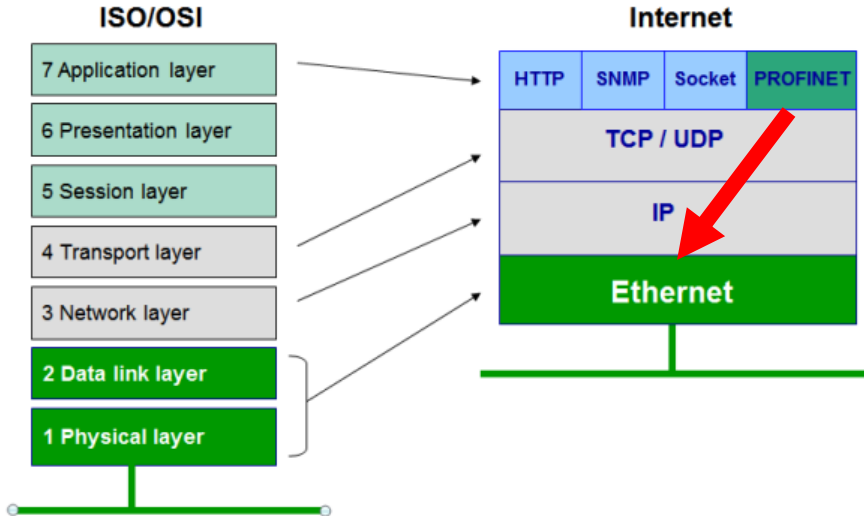 ISO/OSI
7 Application layer
6 Presentation layer
5 Session layer
4 Transport layer
3 Network layer
2 Data link layer
1 Physical layer
Internet
HTTP SNMP Socket PROFINET
TCP / UDP
IP
Ethernet